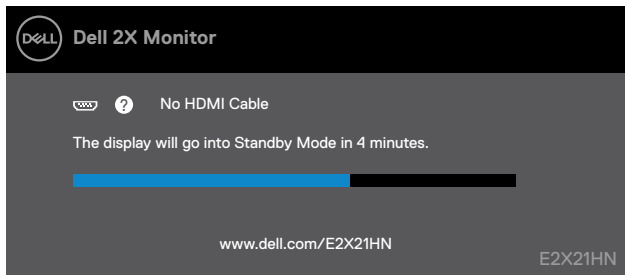 DELL Dell 2X Monitor
? No HDMI Cable
The display will go into Standby Mode in 4 minutes.
www.dell.com/E2X21HN
E2X21HN